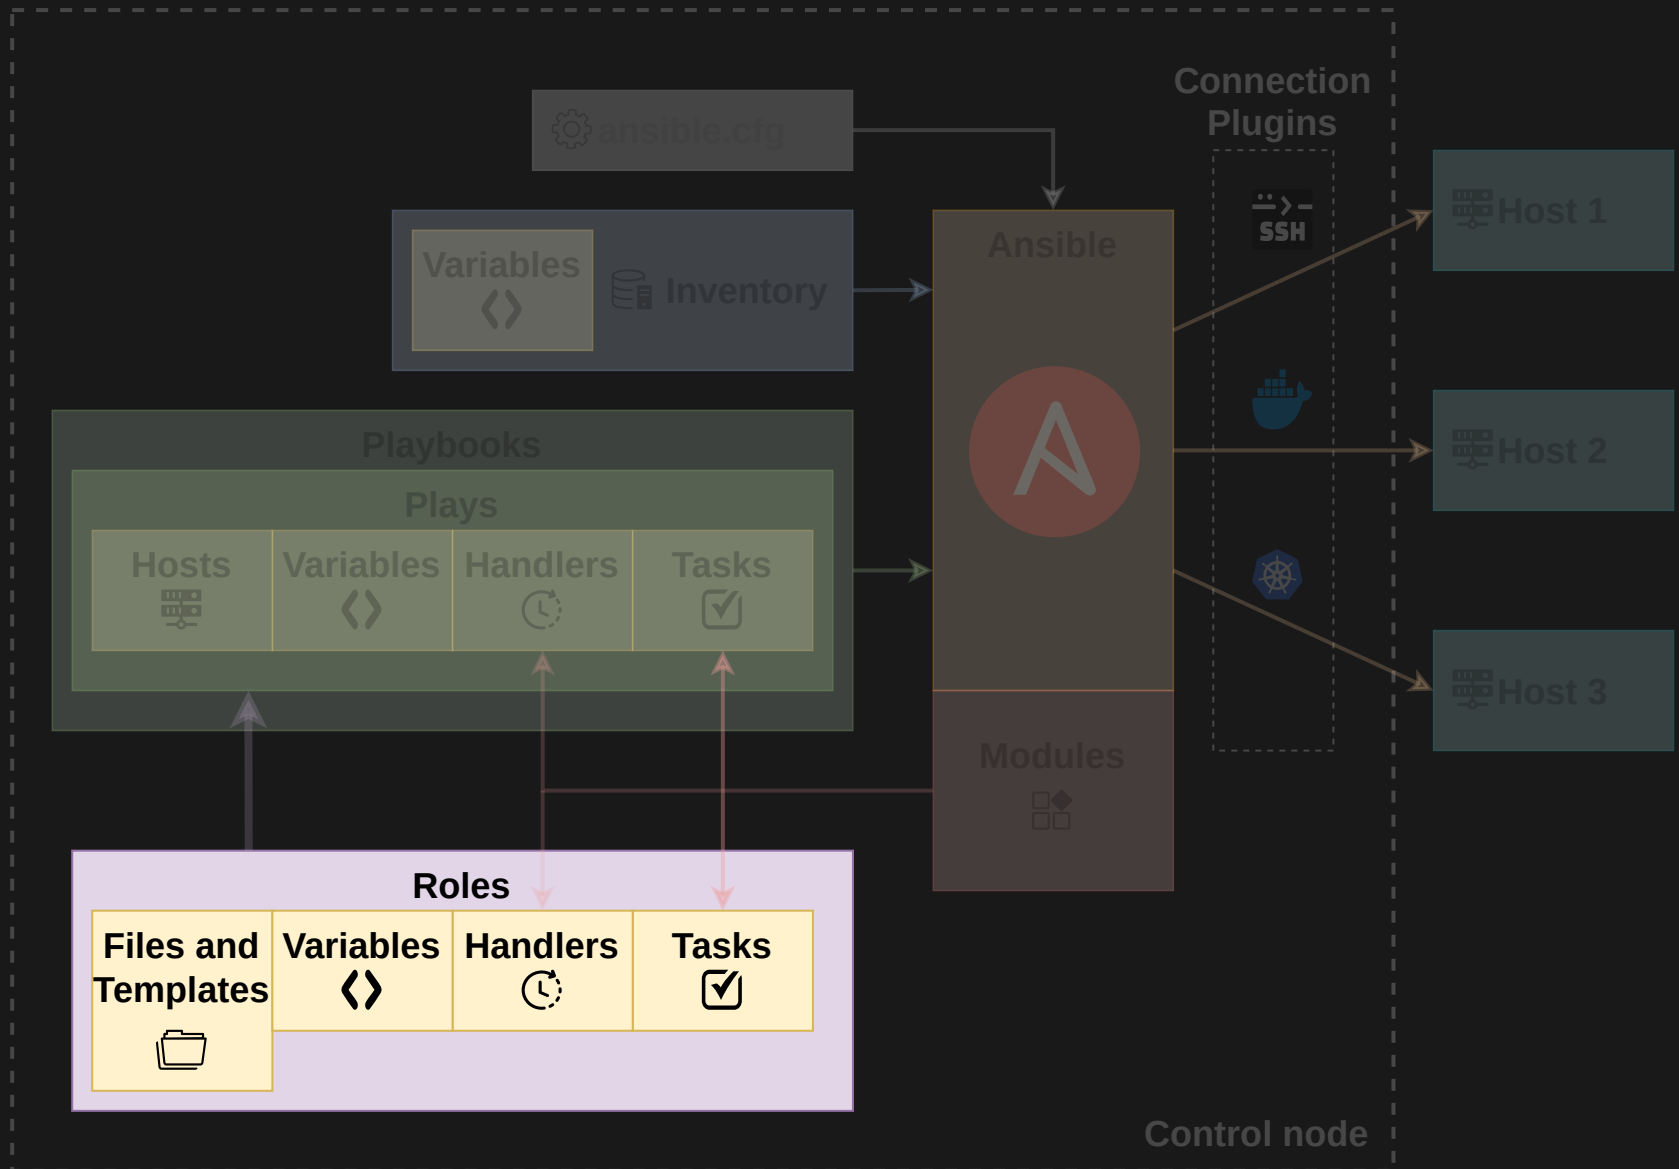 Connection
Plugins
ansible.cfg
Variables
Inventory
Ansible
SSH
Host 1
Playbooks
Plays
Hosts
Variables
Handlers
Tasks
Host 2
Modules
Host 3
Roles
Files and
Templates
Variables
Handlers
Tasks
Control node